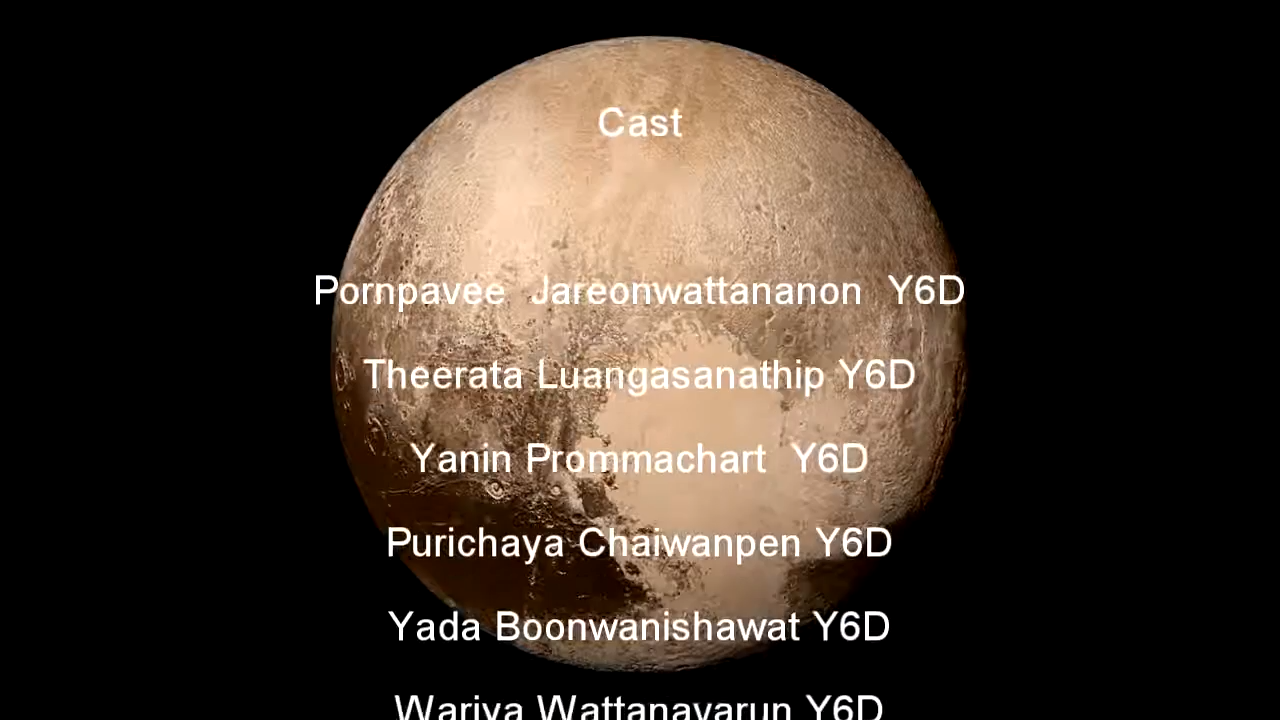 Cast
Pornpavee Jareonwattananon Y6D
Theerata Luangasanathip Y6D
Yanin Prommachart Y6D
Purichaya Chaiwanpen Y6D
Yada Boonwanishawat Y6D
Wariya Wattanavarun Y6D